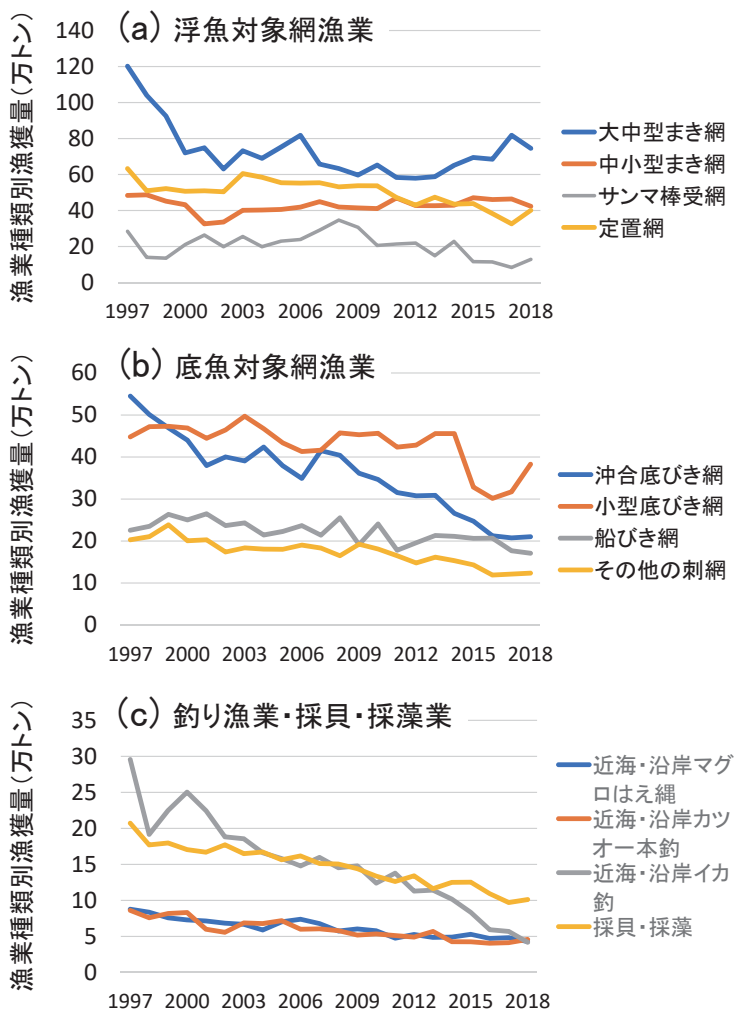 (a) 浮魚対象網漁業
漁業種類別漁獲量(万トン)
140
120
100
80
60
40
20
0
1997 2000 2003 2006 2009 2012 2015 2018
大中型まき網
中小型まき網
サンマ棒受網
定置網
(b) 底魚対象網漁業
漁業種類別漁獲量(万トン)
60
50
40
30
20
10
0
1997 2000 2003 2006 2009 2012 2015 2018
沖合底びき網
小型底びき網
船びき網
その他の刺網
(c) 釣り漁業・採貝・採藻業
漁業種類別漁獲量(万トン)
35
30
25
20
15
10
5
0
1997 2000 2003 2006 2009 2012 2015 2018
近海・沿岸マグ
ロはえ縄
近海・沿岸カツ
オ一本釣
近海・沿岸イカ
釣
採貝・採藻